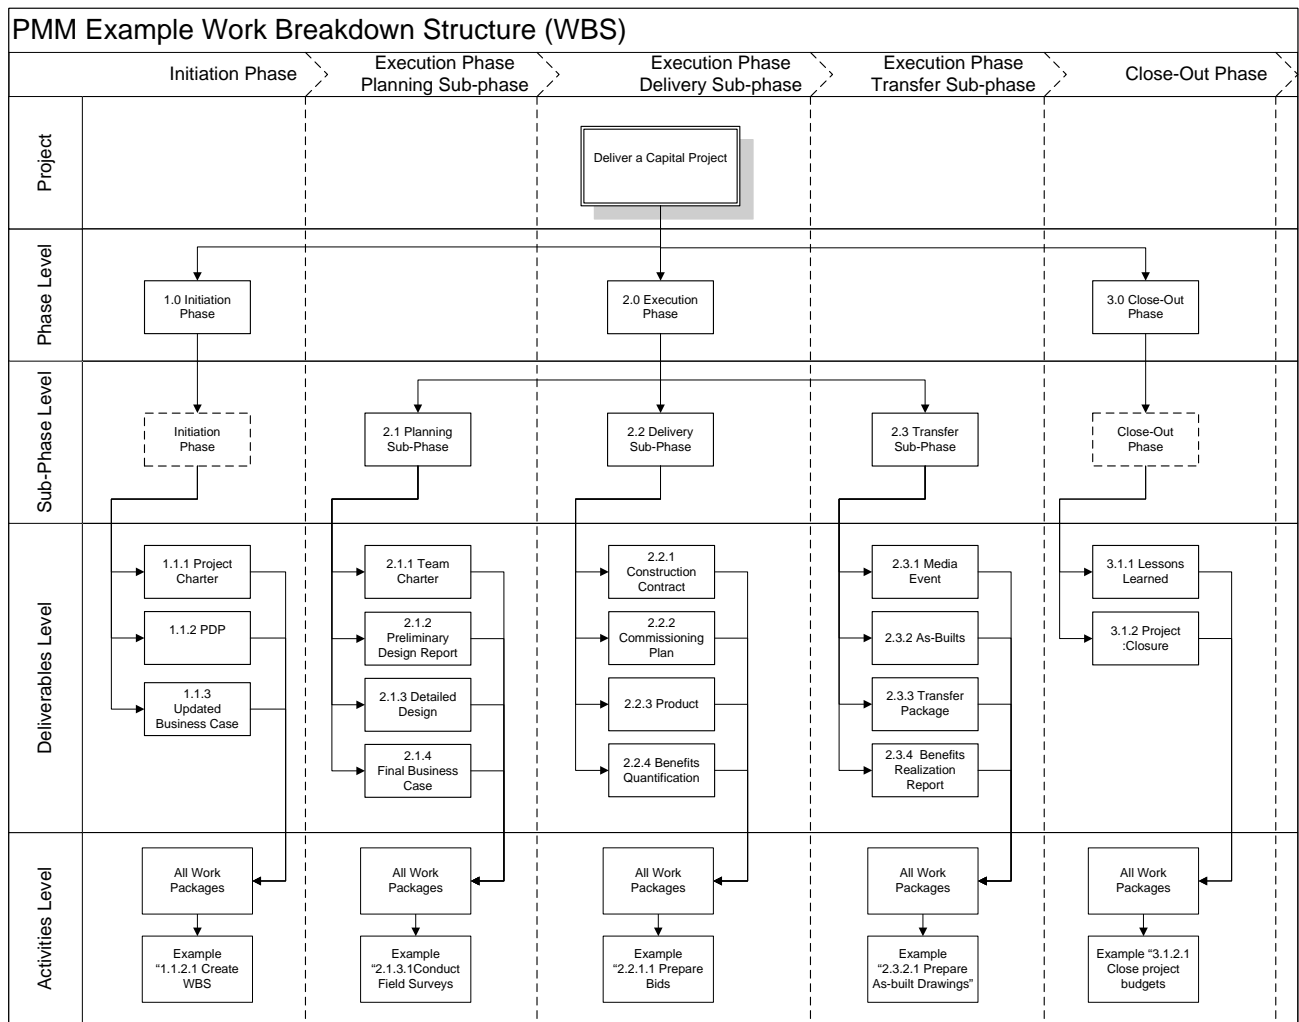 PMM Example Work Breakdown Structure (WBS)
Initiation Phase
Execution Phase
Planning Sub-phase
Execution Phase
Delivery Sub-phase
Execution Phase
Transfer Sub-phase
Close-Out Phase
Project
Deliver a Capital Project
Phase Level
1.0 Initiation
Phase
2.0 Execution
Phase
3.0 Close-Out
Phase
Sub-Phase Level
Initiation
Phase
2.1 Planning
Sub-Phase
2.2 Delivery
Sub-Phase
2.3 Transfer
Sub-Phase
Close-Out
Phase
Deliverables Level
1.1.1 Project
Charter
1.1.2 PDP
1.1.3
Updated
Business Case
2.1.1 Team
Charter
2.1.2
Preliminary
Design Report
2.1.3 Detailed
Design
2.1.4
Final Business
Case
2.2.1
Construction
Contract
2.2.2
Commissioning
Plan
2.2.3 Product
2.2.4 Benefits
Quantification
2.3.1 Media
Event
2.3.2 As-Builts
2.3.3 Transfer
Package
2.3.4  Benefits
Realization
Report
3.1.1 Lessons
Learned
3.1.2 Project
:Closure
Activities Level
All Work
Packages
All Work
Packages
All Work
Packages
All Work
Packages
All Work
Packages
Example
“1.1.2.1 Create
WBS
Example
“2.1.3.1Conduct
Field Surveys
Example
“2.2.1.1 Prepare
Bids
Example
“2.3.2.1 Prepare
As-built Drawings”
Example “3.1.2.1
Close project
budgets